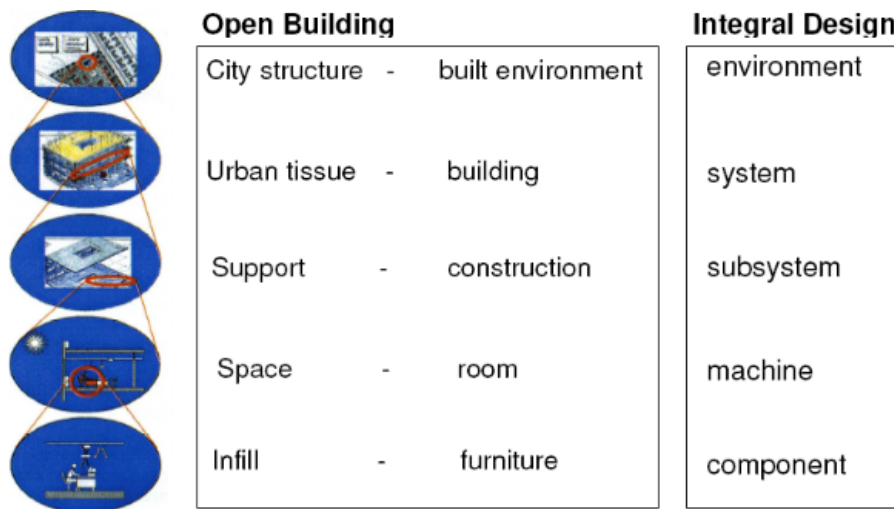 Open Building Integral Design
City structure - built environment environment
Urban tissue - building system
Support - construction subsystem
Space - room machine
Infill - furniture component